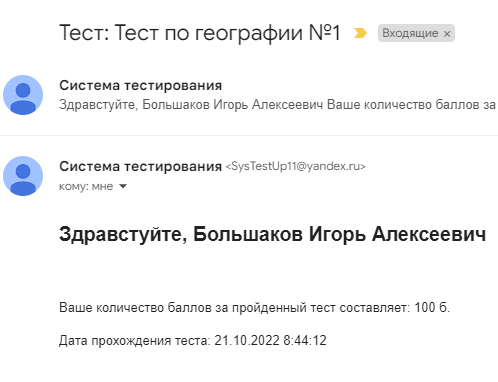 Тест: Тест по географии №1
Входящие ×
Система тестирования
Здравстуйте, Большаков Игорь Алексеевич Ваше количество баллов за
Система тестирования <SysTestUp11@yandex.ru>
кому: мне
Здравстуйте, Большаков Игорь Алексеевич
Ваше количество баллов за пройденный тест составляет: 100 б.
Дата прохождения теста: 21.10.2022 8:44:12